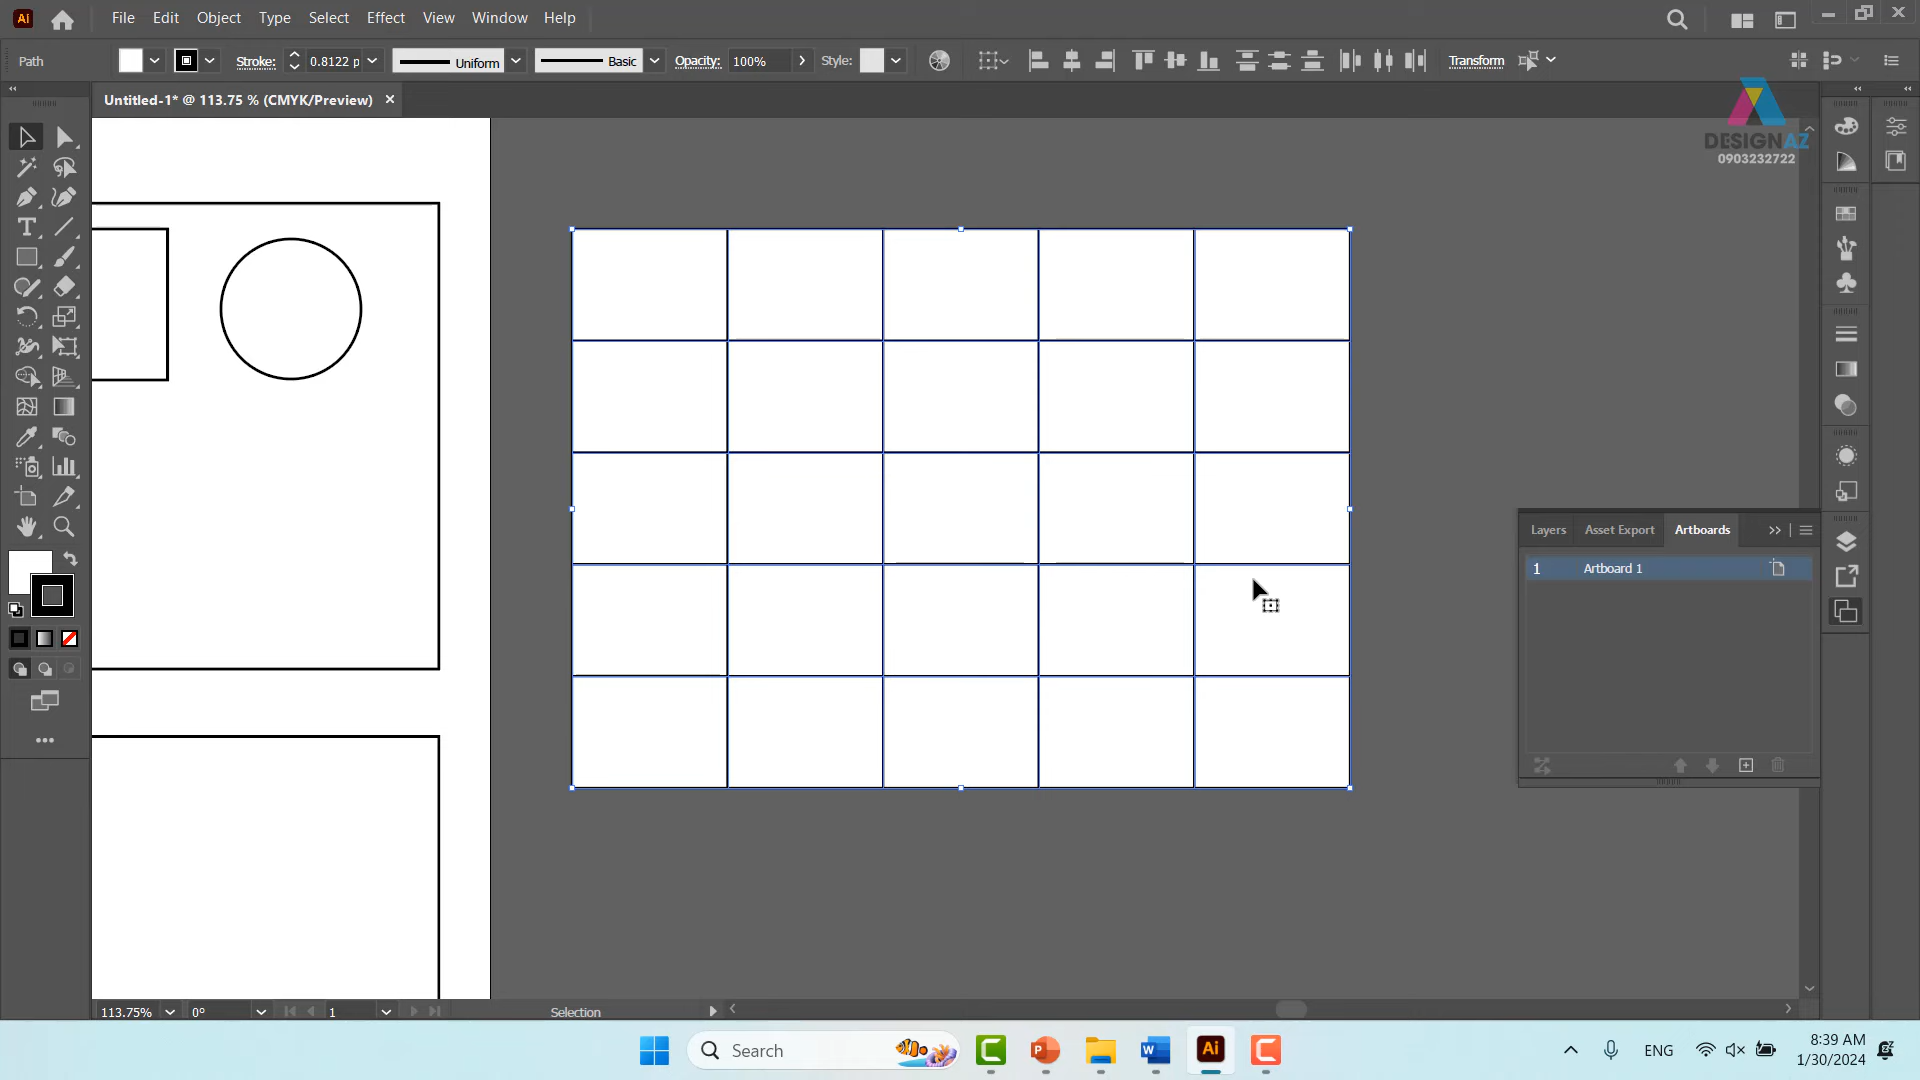 Ai File Edit Object Type Select Effect View Window Help
Path Stroke: 0.8122 p Uniform Basic Opacity: 100% Style: Transform
Untitled-1* @ 113.75 % (CMYK/Preview) ×
DESIGNAZ
0903232722
Layers Asset Export Artboards
1 Artboard 1
113.75% 0° 1 Selection
Search
ENG
8:39 AM
1/30/2024